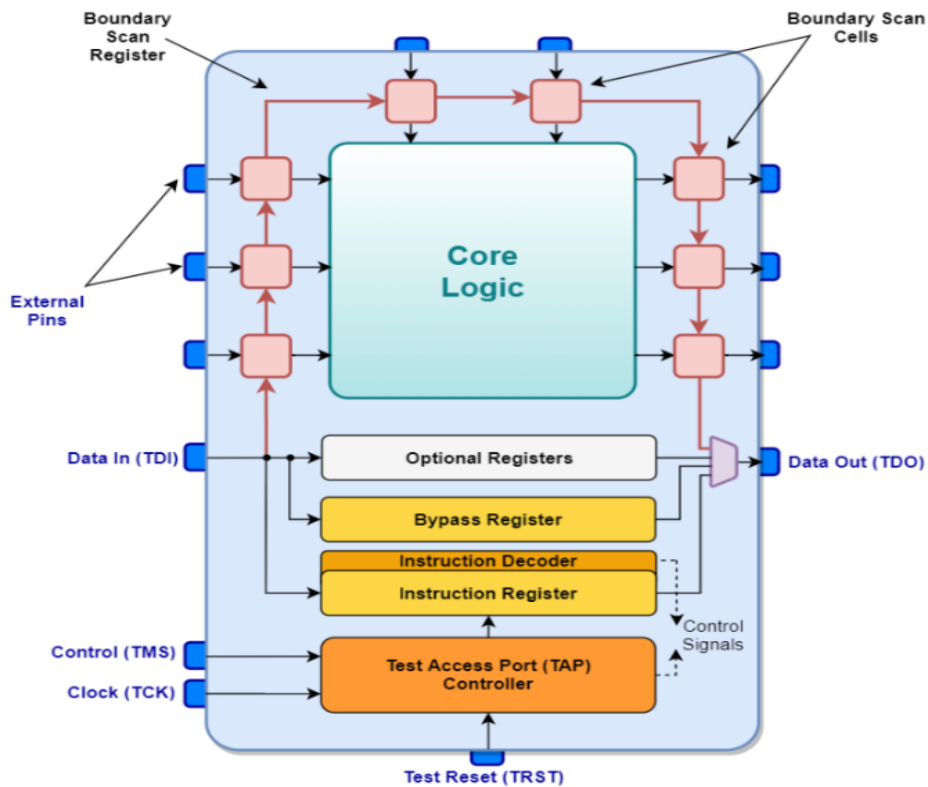 Boundary
Scan
Register
Boundary Scan
Cells
Core
Logic
External
Pins
Data In (TDI)
Optional Registers
Data Out (TDO)
Bypass Register
Instruction Decoder
Instruction Register
Control
Signals
Control (TMS)
Test Access Port (TAP)
Controller
Clock (TCK)
Test Reset (TRST)